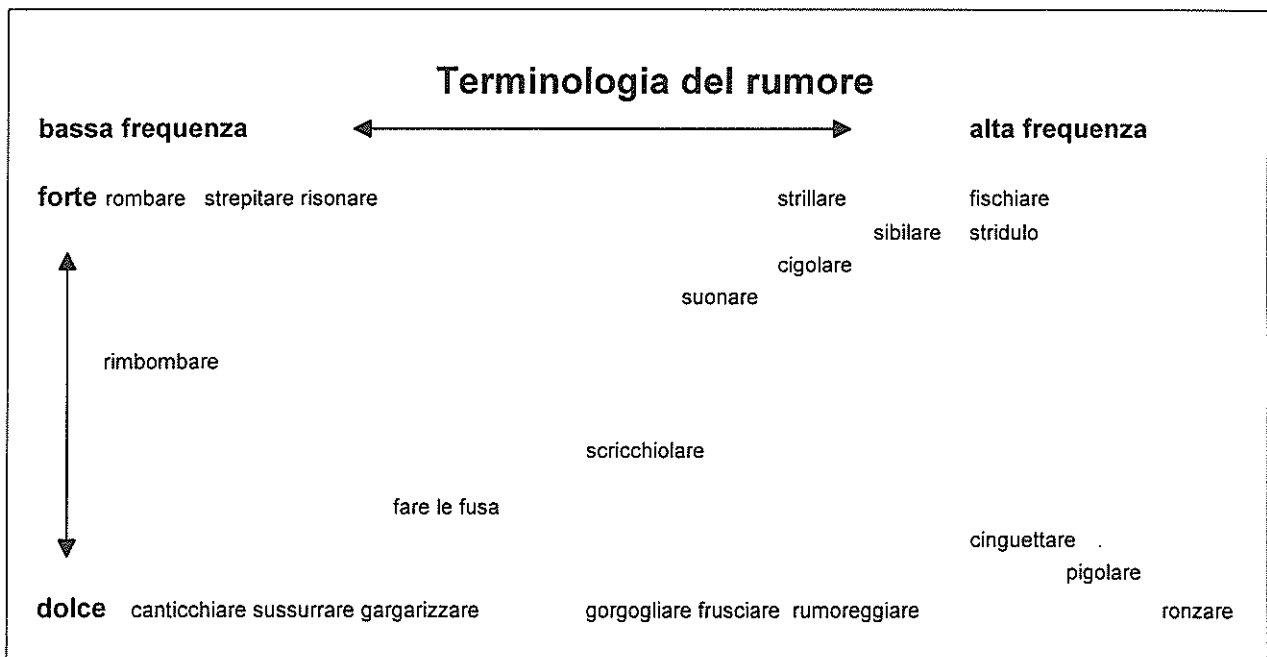 Terminologia del rumore
bassa frequenza alta frequenza
forte rombare strepitare risonare strillare fischiare
sibilare stridulo
cigolare
suonare
rimbombare
scricchiolare
fare le fusa
cinguettare .
pigolare
dolce canticchiare sussurrare gargarizzare gorgogliare frusciare rumoreggiare ronzare